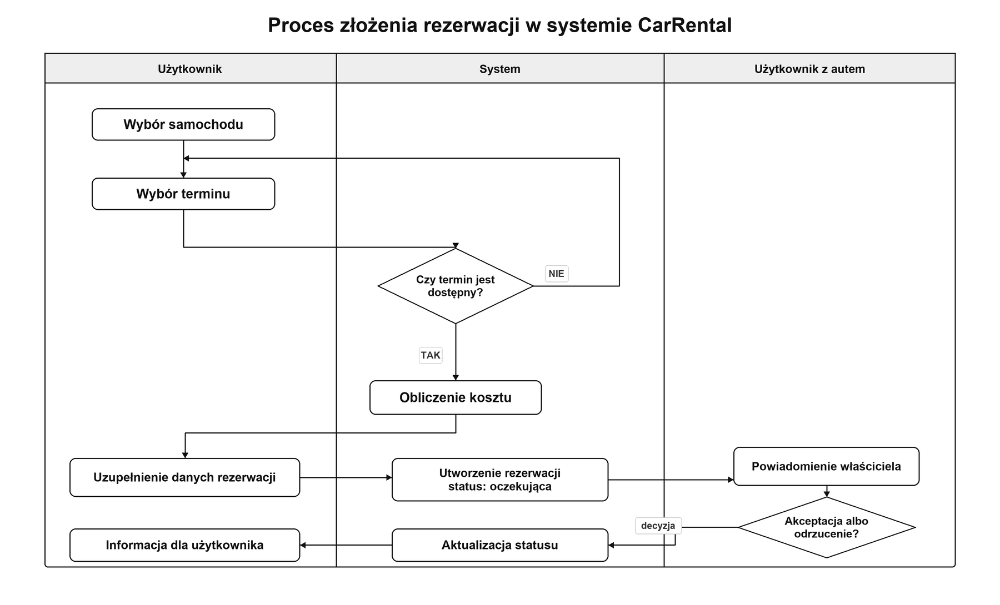 Proces złożenia rezerwacji w systemie CarRental
Użytkownik
System
Użytkownik z autem
Wybór samochodu
Wybór terminu
Czy termin jest
dostępny?
NIE
TAK
Obliczenie kosztu
Uzupełnienie danych rezerwacji
Utworzenie rezerwacji
status: oczekująca
Powiadomienie właściciela
Akceptacja albo
odrzucenie?
decyzja
Aktualizacja statusu
Informacja dla użytkownika